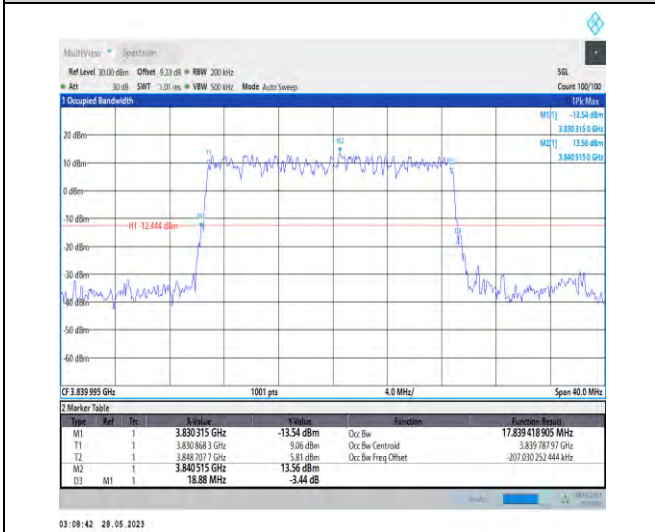 MultiView Spectrum
Ref Level 30.00 dBm Offset 9.33 dB RBW 200 kHz SGL
Att 30 dB SWT 1.01 ms VBW 500 kHz Mode Auto Sweep Count 100/100
1 Occupied Bandwidth 1Pk Max
M1[1] -13.54 dBm
3.830 315 0 GHz
20 dBm
M2[1] 13.56 dBm
3.840 515 0 GHz
M2
T1
10 dBm
0 dBm
-10 dBm
M1
H1 -12.444 dBm
D3
-20 dBm
-30 dBm
-40 dBm
-50 dBm
-60 dBm
CF 3.839 995 GHz 1001 pts 4.0 MHz/ Span 40.0 MHz
2 Marker Table
Type Ref Trc X-Value Y-Value Function Function Result
M1 1 3.830 315 GHz -13.54 dBm Occ Bw 17.839 418 905 MHz
T1 1 3.830 868 3 GHz 9.06 dBm Occ Bw Centroid 3.839 787 97 GHz
T2 1 3.848 707 7 GHz 5.81 dBm Occ Bw Freq Offset -207.030 252 444 kHz
M2 1 3.840 515 GHz 13.56 dBm
D3 M1 1 18.88 MHz -3.44 dB
03:08:42 28.05.2023